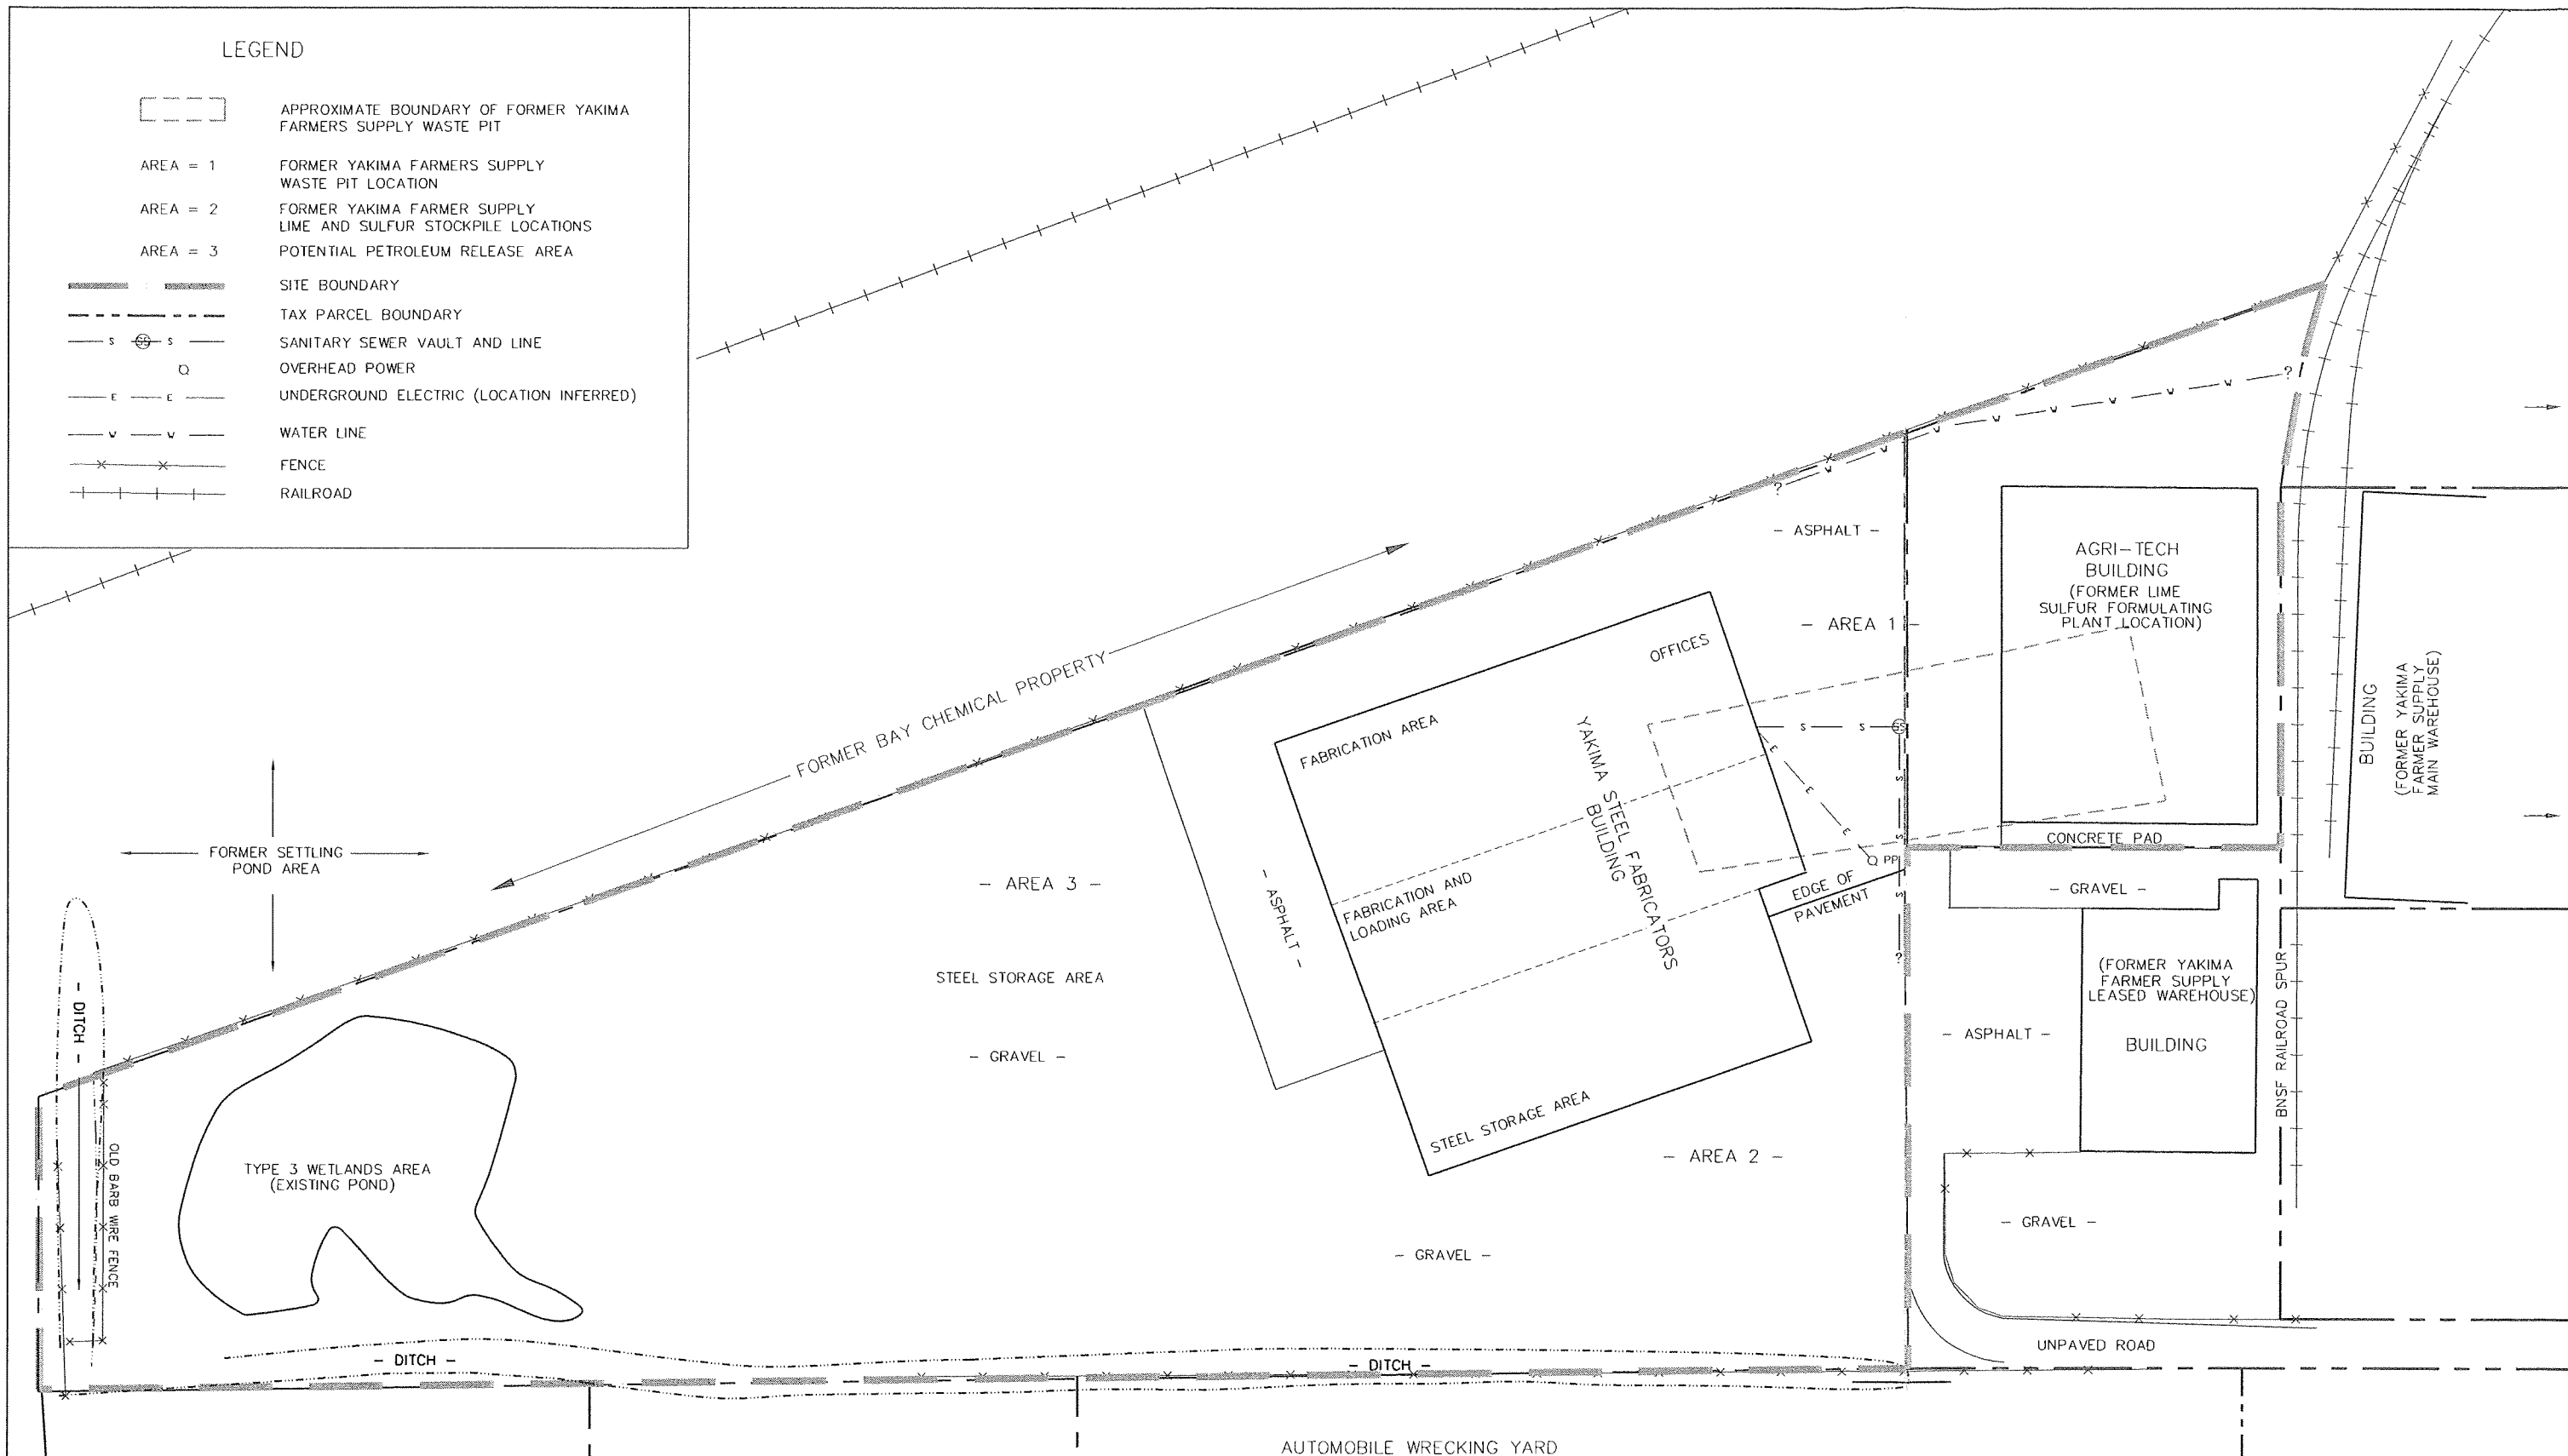 LEGEND
APPROXIMATE BOUNDARY OF FORMER YAKIMA
FARMERS SUPPLY WASTE PIT
AREA = 1 FORMER YAKIMA FARMERS SUPPLY
WASTE PIT LOCATION
AREA = 2 FORMER YAKIMA FARMER SUPPLY
LIME AND SULFUR STOCKPILE LOCATIONS
AREA = 3 POTENTIAL PETROLEUM RELEASE AREA
SITE BOUNDARY
TAX PARCEL BOUNDARY
S SS S SANITARY SEWER VAULT AND LINE
OVERHEAD POWER
E E UNDERGROUND ELECTRIC (LOCATION INFERRED)
W W WATER LINE
FENCE
RAILROAD
FORMER BAY CHEMICAL PROPERTY
FORMER SETTLING
POND AREA
- DITCH -
OLD BARB WIRE FENCE
TYPE 3 WETLANDS AREA
(EXISTING POND)
- DITCH -
- DITCH -
- AREA 3 -
STEEL STORAGE AREA
- GRAVEL -
- ASPHALT -
FABRICATION AREA
OFFICES
YAKIMA STEEL FABRICATORS
BUILDING
FABRICATION AND
LOADING AREA
STEEL STORAGE AREA
- AREA 2 -
- GRAVEL -
- ASPHALT -
- AREA 1 -
?
W W W W W W W
?
S S SS
S
S
S
?
E
E
E
PP
EDGE OF
PAVEMENT
AGRI-TECH
BUILDING
(FORMER LIME
SULFUR FORMULATING
PLANT LOCATION)
CONCRETE PAD
- GRAVEL -
(FORMER YAKIMA
FARMER SUPPLY
LEASED WAREHOUSE)
BUILDING
- ASPHALT -
- GRAVEL -
UNPAVED ROAD
BNSF RAILROAD SPUR
BUILDING
(FORMER YAKIMA
FARMER SUPPLY
MAIN WAREHOUSE)
AUTOMOBILE WRECKING YARD